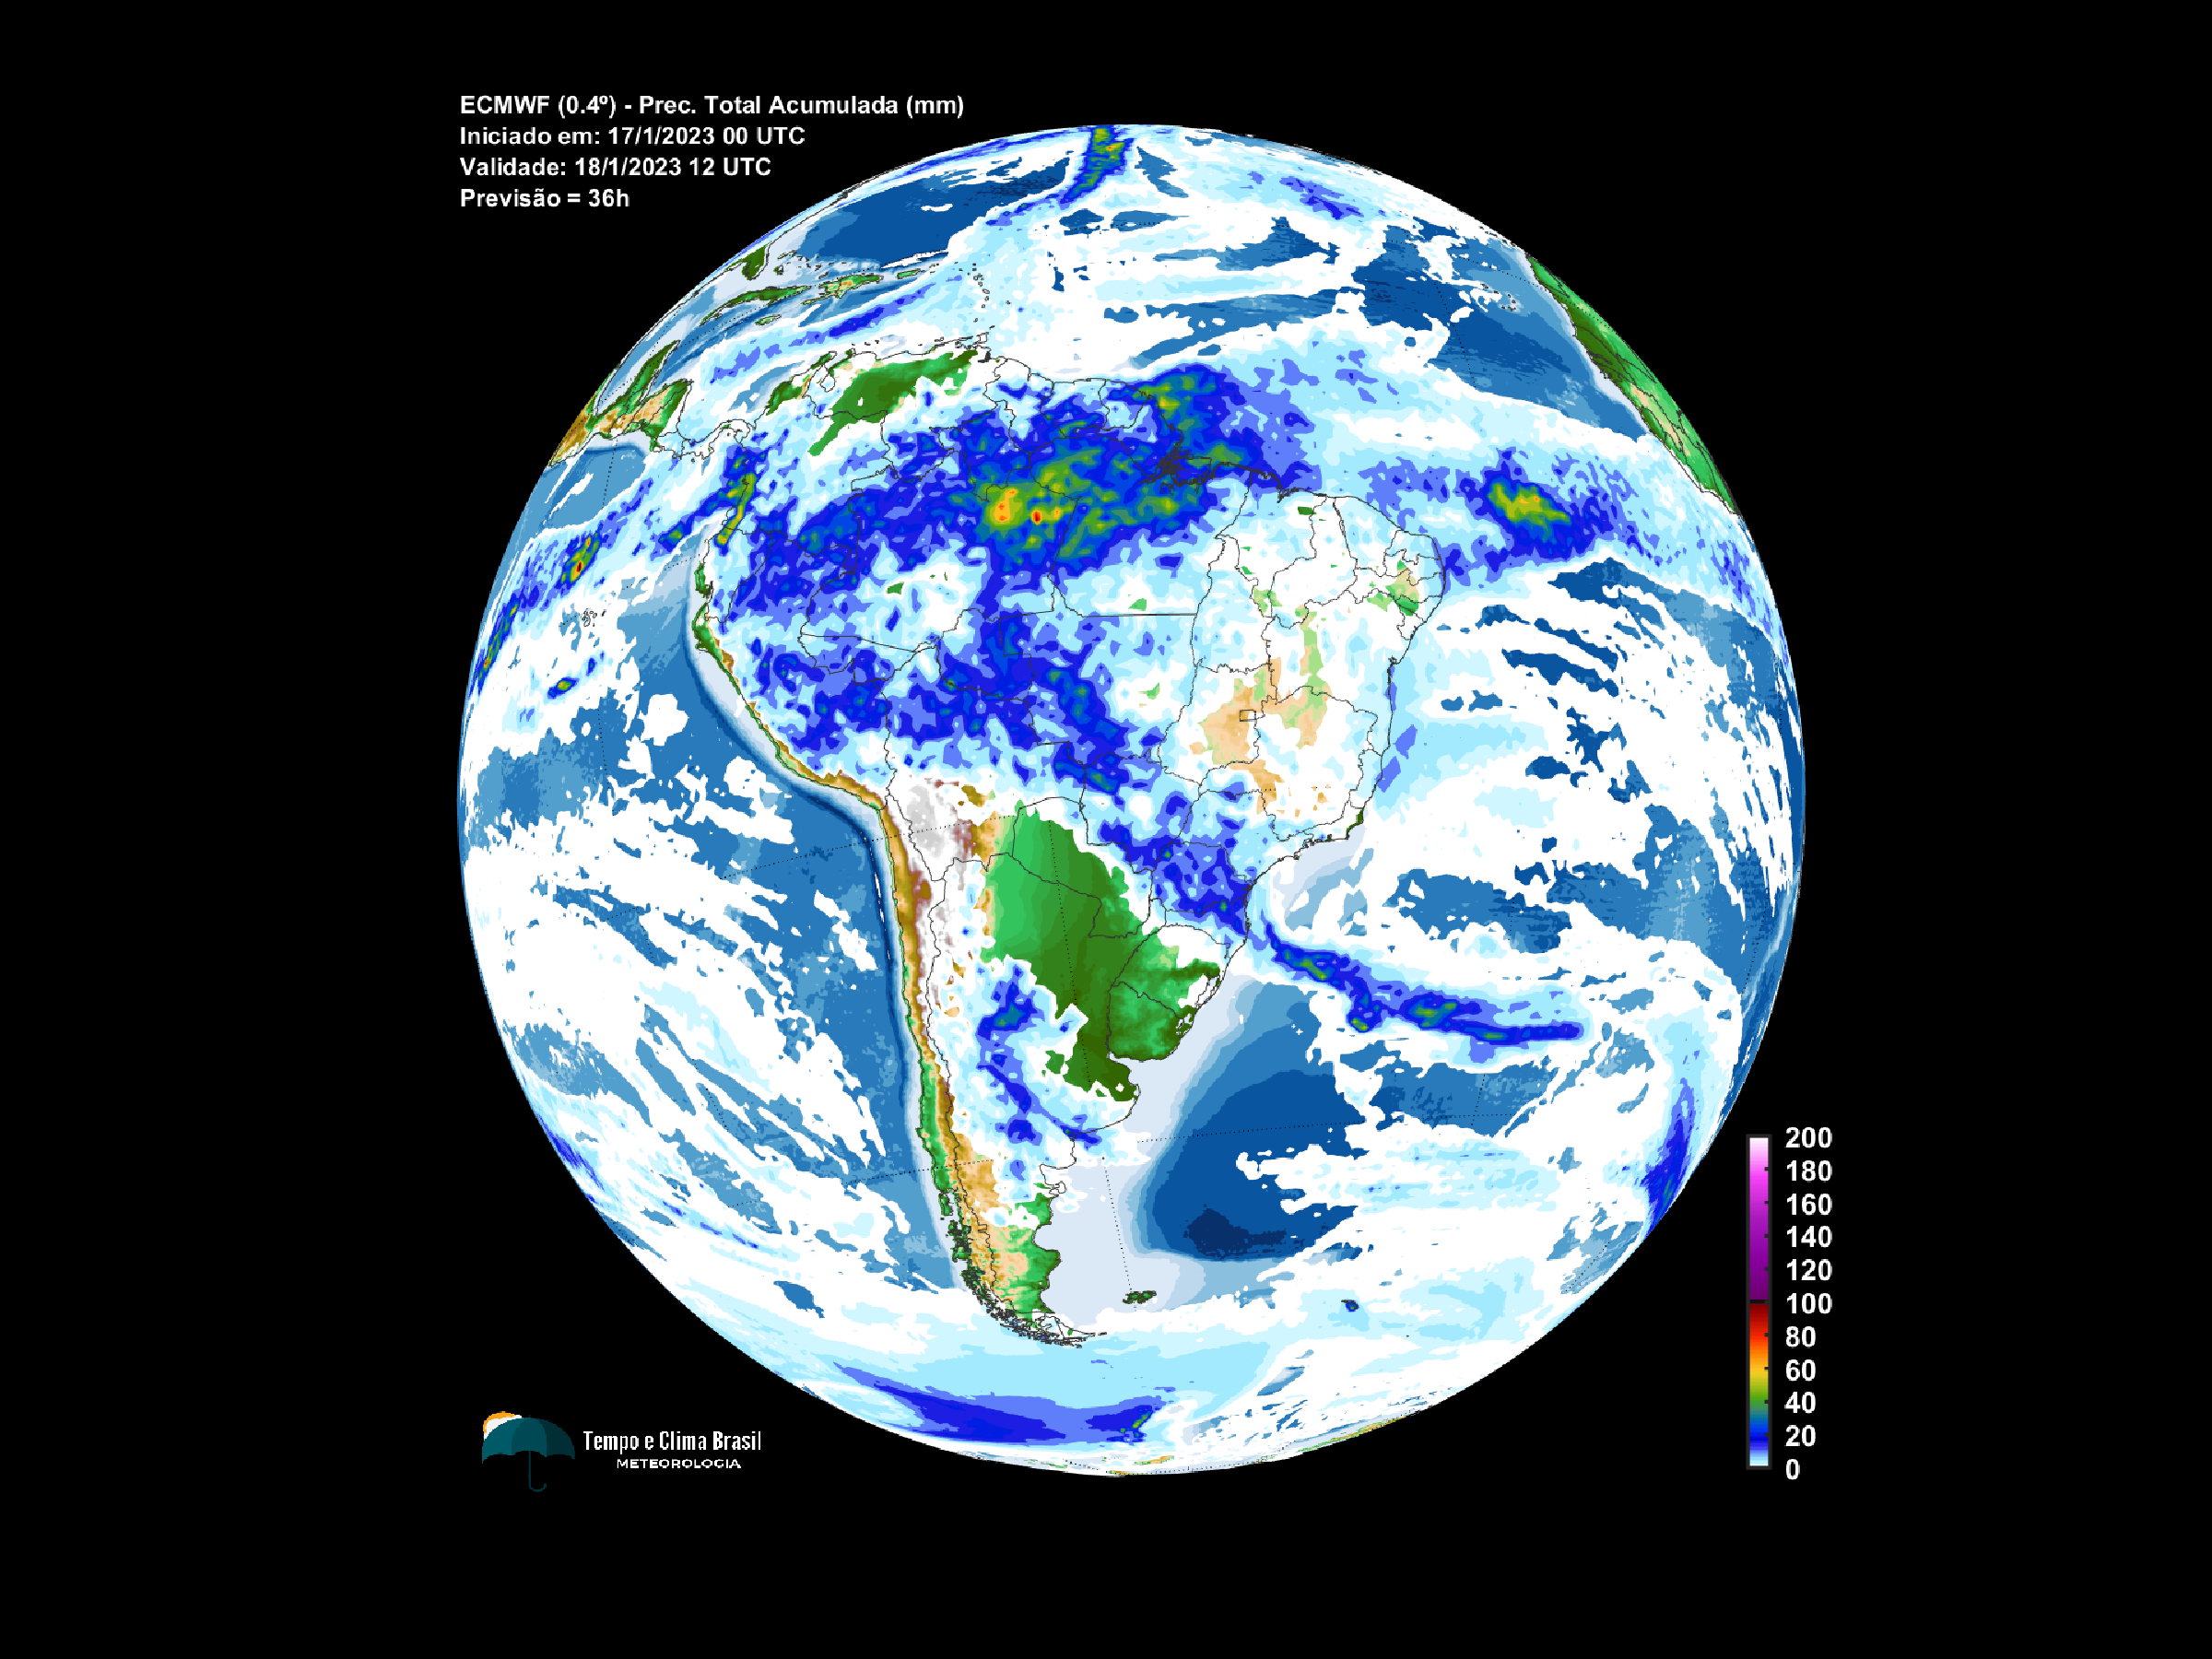 ECMWF (0.4º) - Prec. Total Acumulada (mm)
Iniciado em: 17/1/2023 00 UTC
Validade: 18/1/2023 12 UTC
Previsão = 36h
200
180
160
140
120
100
80
60
40
20
0
Tempo e Clima Brasil
METEOROLOGIA